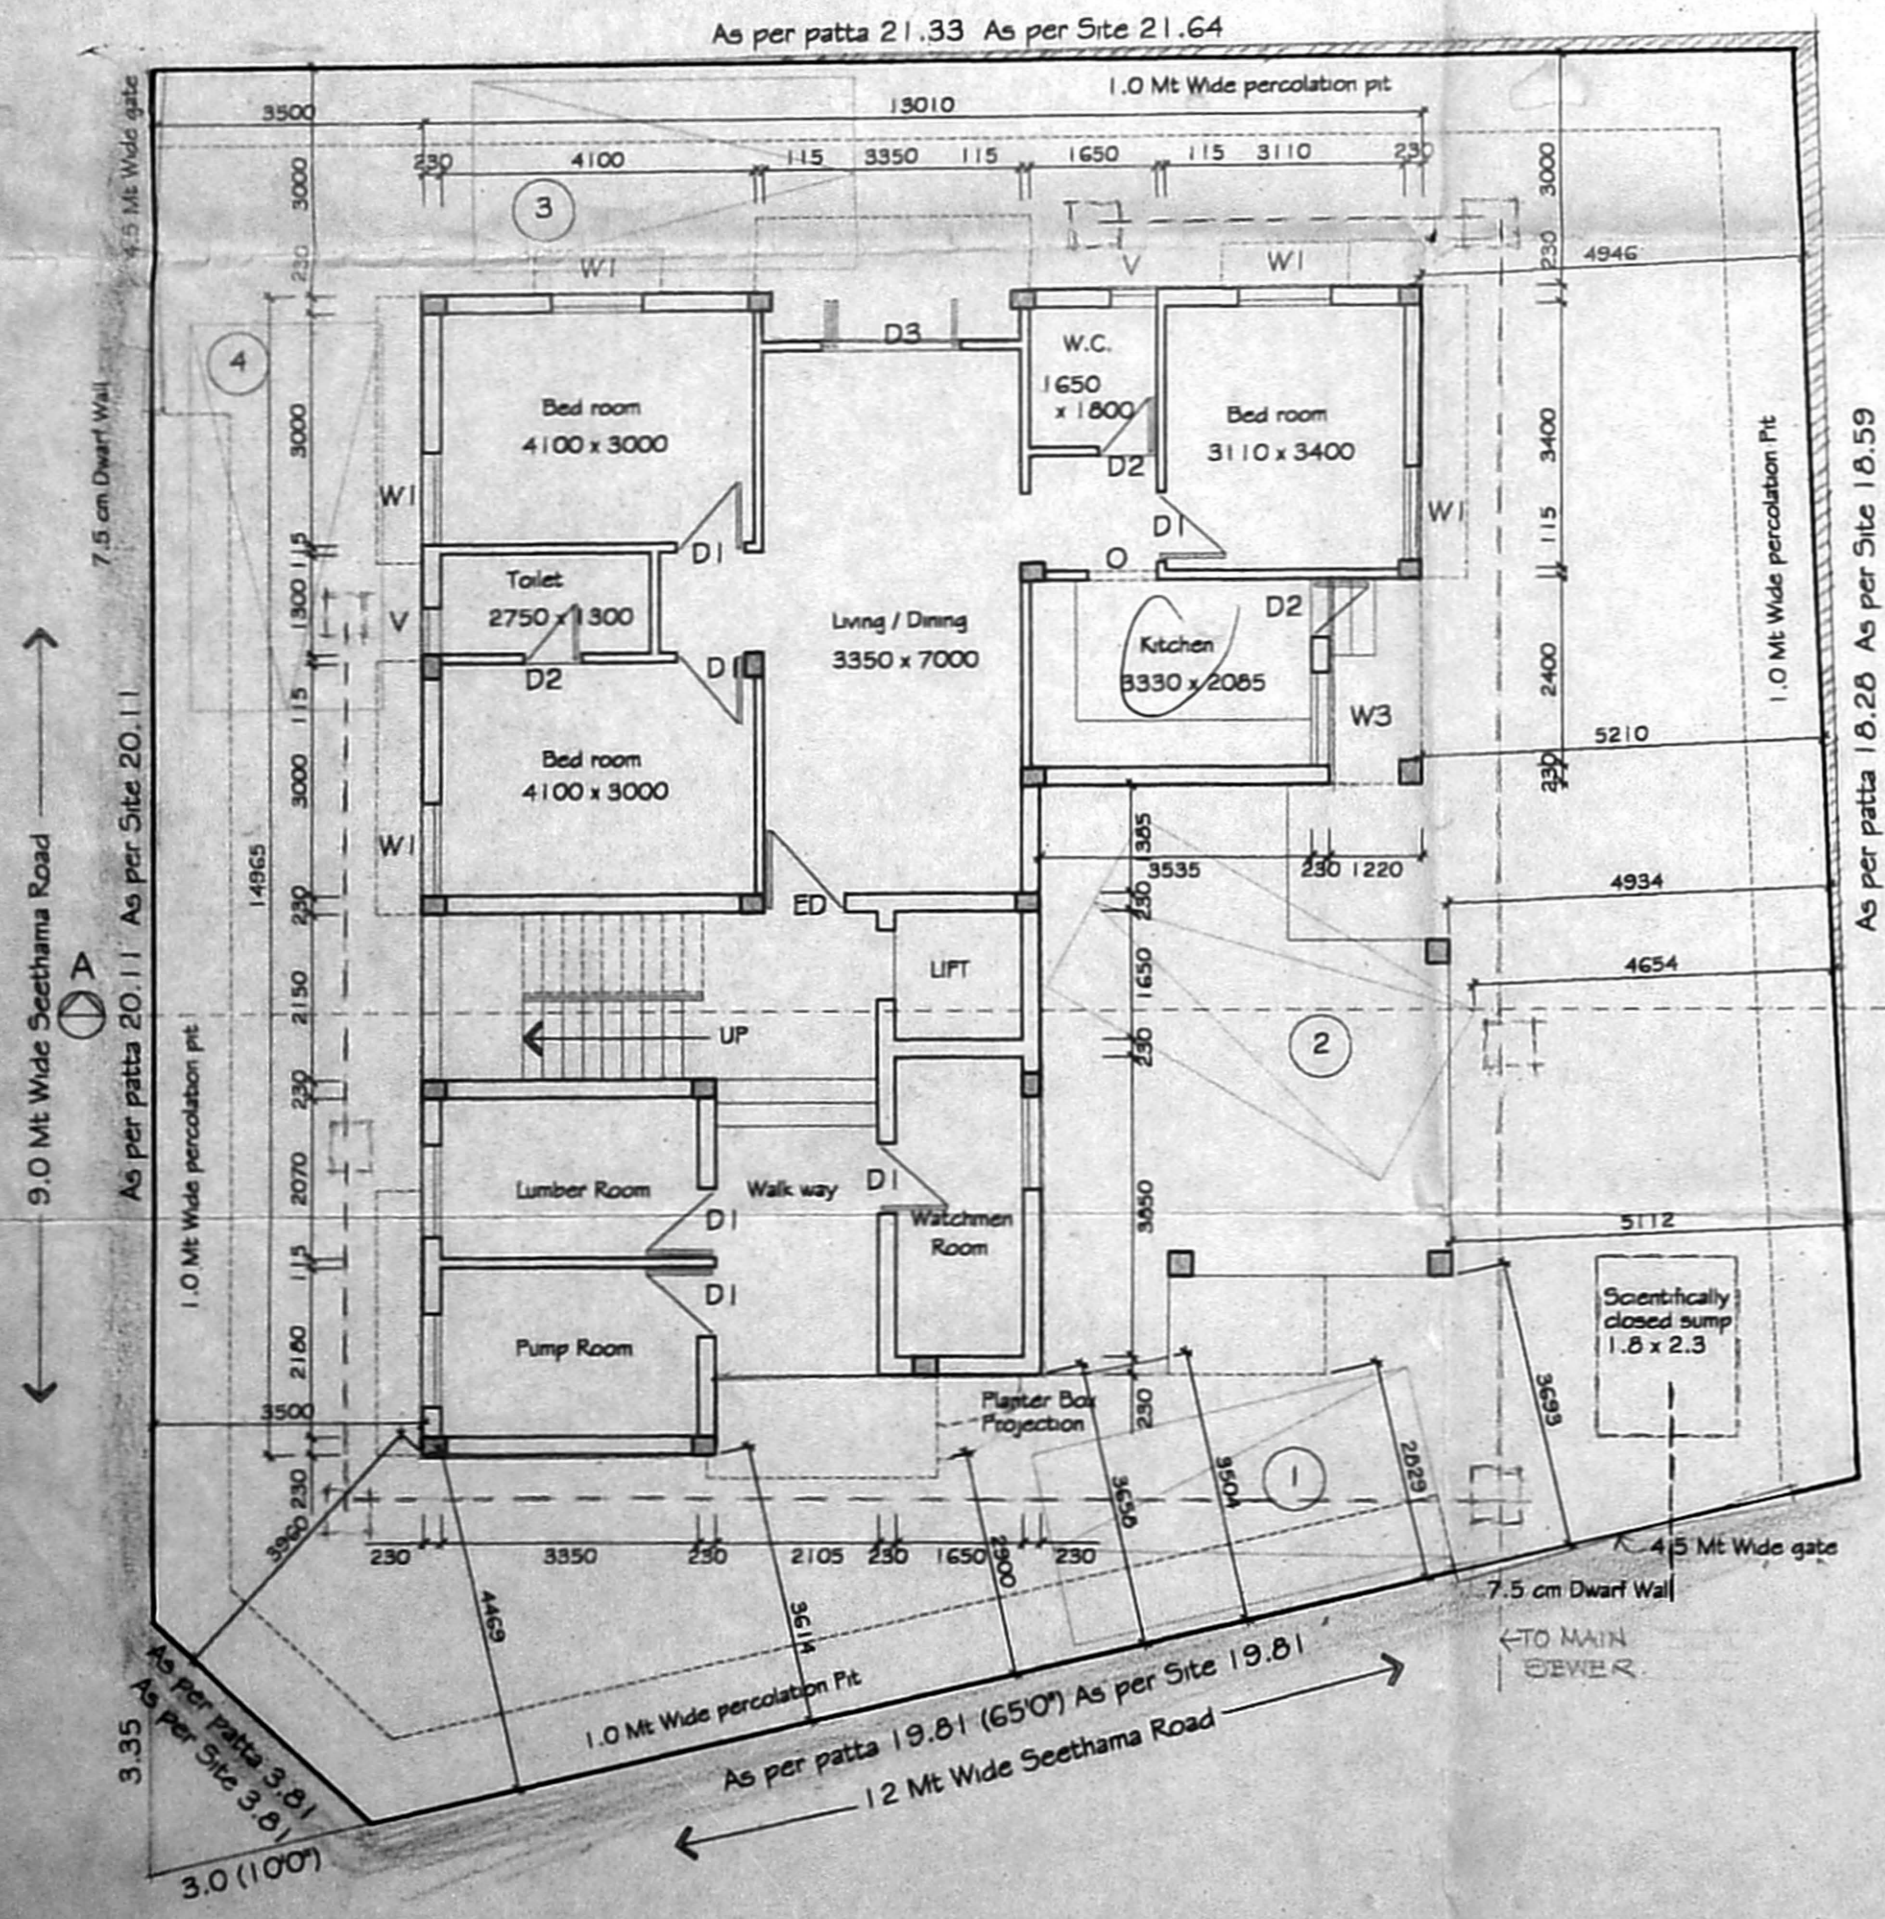 As per patta 21.33 As per Site 21.64
1.0 Mt Wide percolation pit
3500
13010
230
4100
115
3350
115
1650
115
3110
230
4.5 Mt Wide gate
3000
3000
3
230
W1
V
W1
230
4946
4
D3
W.C.
1650
x 1800
Bed room
4100 x 3000
Bed room
3110 x 3400
7.5 cm Dwarf Wall
3000
3400
D2
W1
W1
D1
115
1.0 Mt Wide percolation Pit
As per patta 18.28 As per Site 18.59
115
D1
O
Toilet
2750 x 1300
1300
V
D2
D1
D2
Living / Dining
3350 x 7000
Kitchen
3330 x 2085
2400
115
W3
5210
Bed room
4100 x 3000
3000
230
W1
14965
1385
3535
230
1220
4934
230
ED
230
9.0 Mt Wide Seethama Road
A
As per patta 20.11 As per Site 20.11
LIFT
1650
4654
2150
UP
2
230
230
1.0 Mt Wide percolation pit
2070
Lumber Room
Walk way
D1
D1
Watchmen
Room
3850
5112
115
D1
Scientifically
closed sump
1.8 x 2.3
Pump Room
2180
3500
Planter Box
Projection
230
3693
230
3650
3504
1
2829
3960
230
3350
230
2105
230
1650
2900
230
4.5 Mt Wide gate
7.5 cm Dwarf Wall
4469
3614
TO MAIN
SEWER.
1.0 Mt Wide percolation Pit
As per patta 3.81
As per Site 3.81
3.35
As per patta 19.81 (65'0") As per Site 19.81
12 Mt Wide Seethama Road
3.0 (10'0")